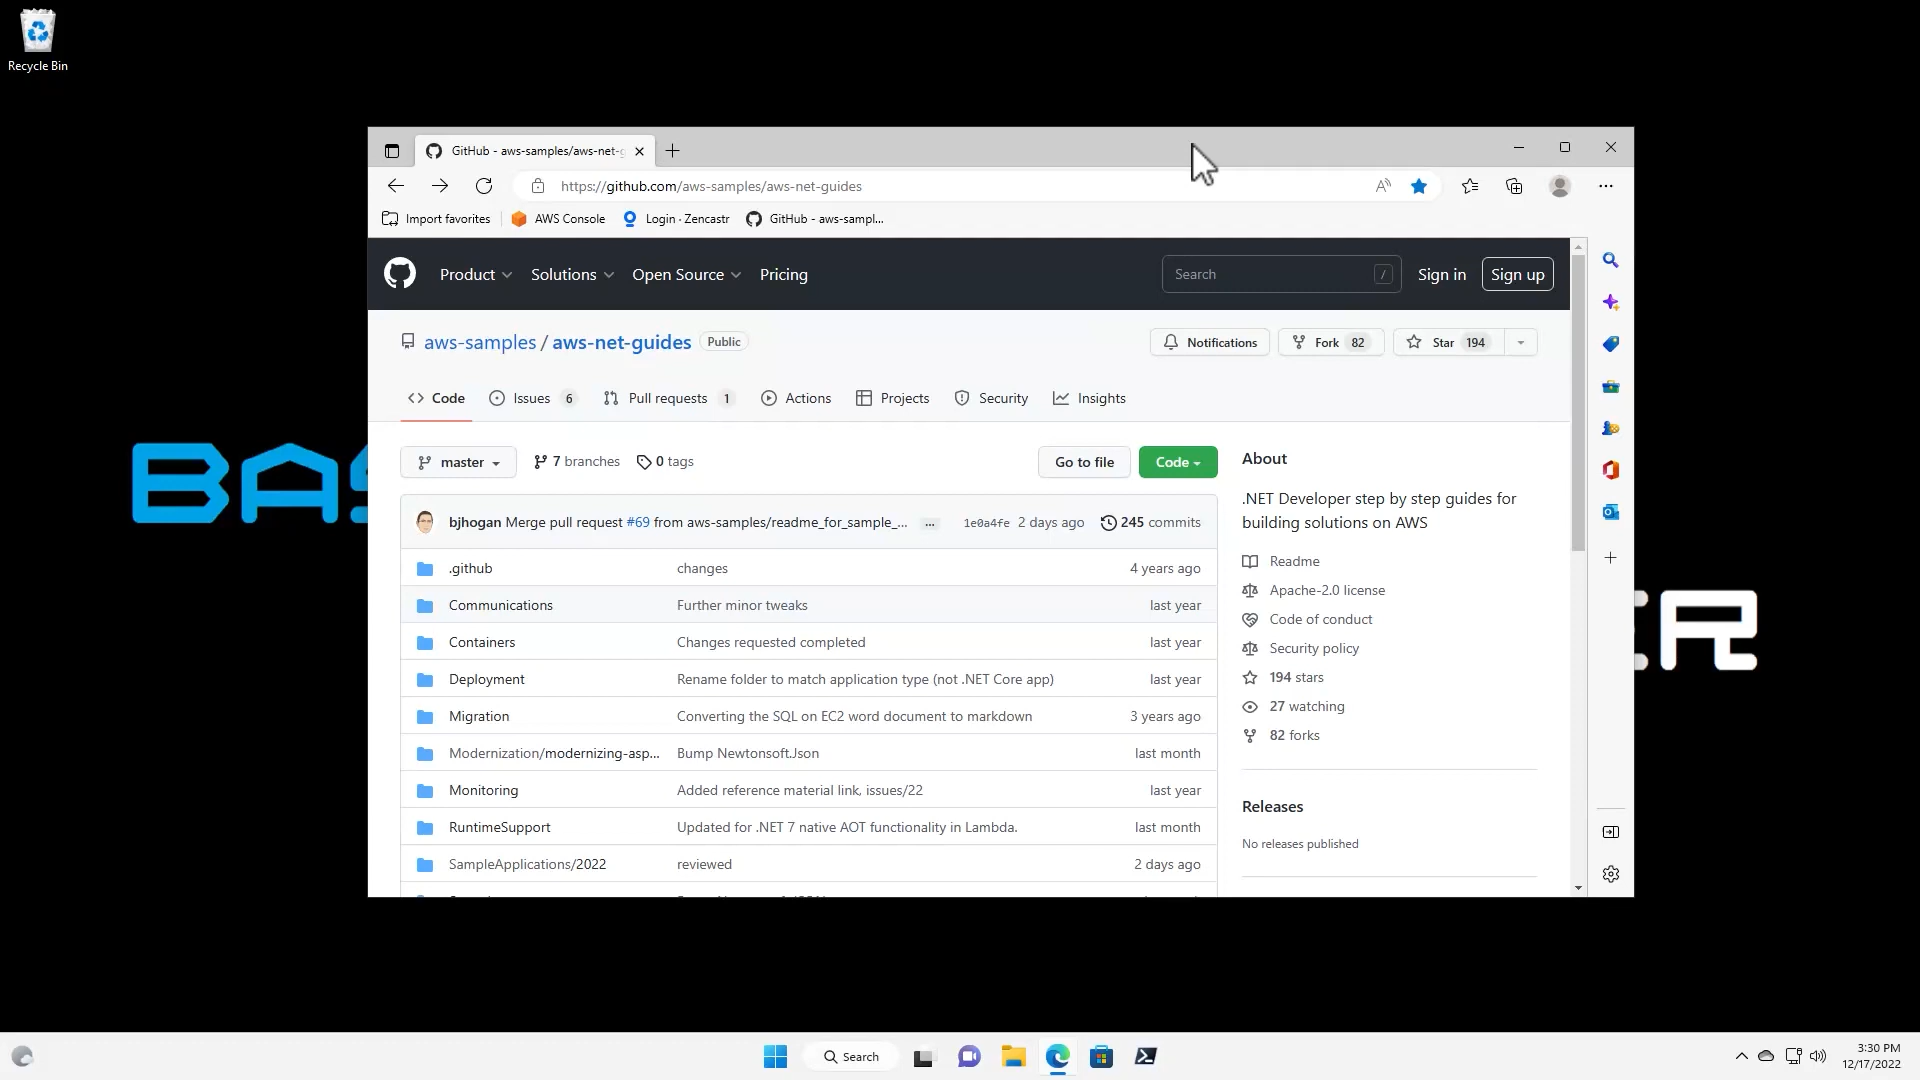 Recycle Bin
GitHub - aws-samples/aws-net-g
https://github.com/aws-samples/aws-net-guides
Import favorites AWS Console Login · Zencastr GitHub - aws-sampl...
Product Solutions Open Source Pricing Search / Sign in Sign up
aws-samples / aws-net-guides Public Notifications Fork 82 Star 194
Code Issues 6 Pull requests 1 Actions Projects Security Insights
master 7 branches 0 tags Go to file Code
bjhogan Merge pull request #69 from aws-samples/readme_for_sample_... ... 1e0a4fe 2 days ago 245 commits
.github changes 4 years ago
Communications Further minor tweaks last year
Containers Changes requested completed last year
Deployment Rename folder to match application type (not .NET Core app) last year
Migration Converting the SQL on EC2 word document to markdown 3 years ago
Modernization/modernizing-asp... Bump Newtonsoft.Json last month
Monitoring Added reference material link, issues/22 last year
RuntimeSupport Updated for .NET 7 native AOT functionality in Lambda. last month
SampleApplications/2022 reviewed 2 days ago
About
.NET Developer step by step guides for
building solutions on AWS
Readme
Apache-2.0 license
Code of conduct
Security policy
194 stars
27 watching
82 forks
Releases
No releases published
BAS
ER
Search
3:30 PM
12/17/2022